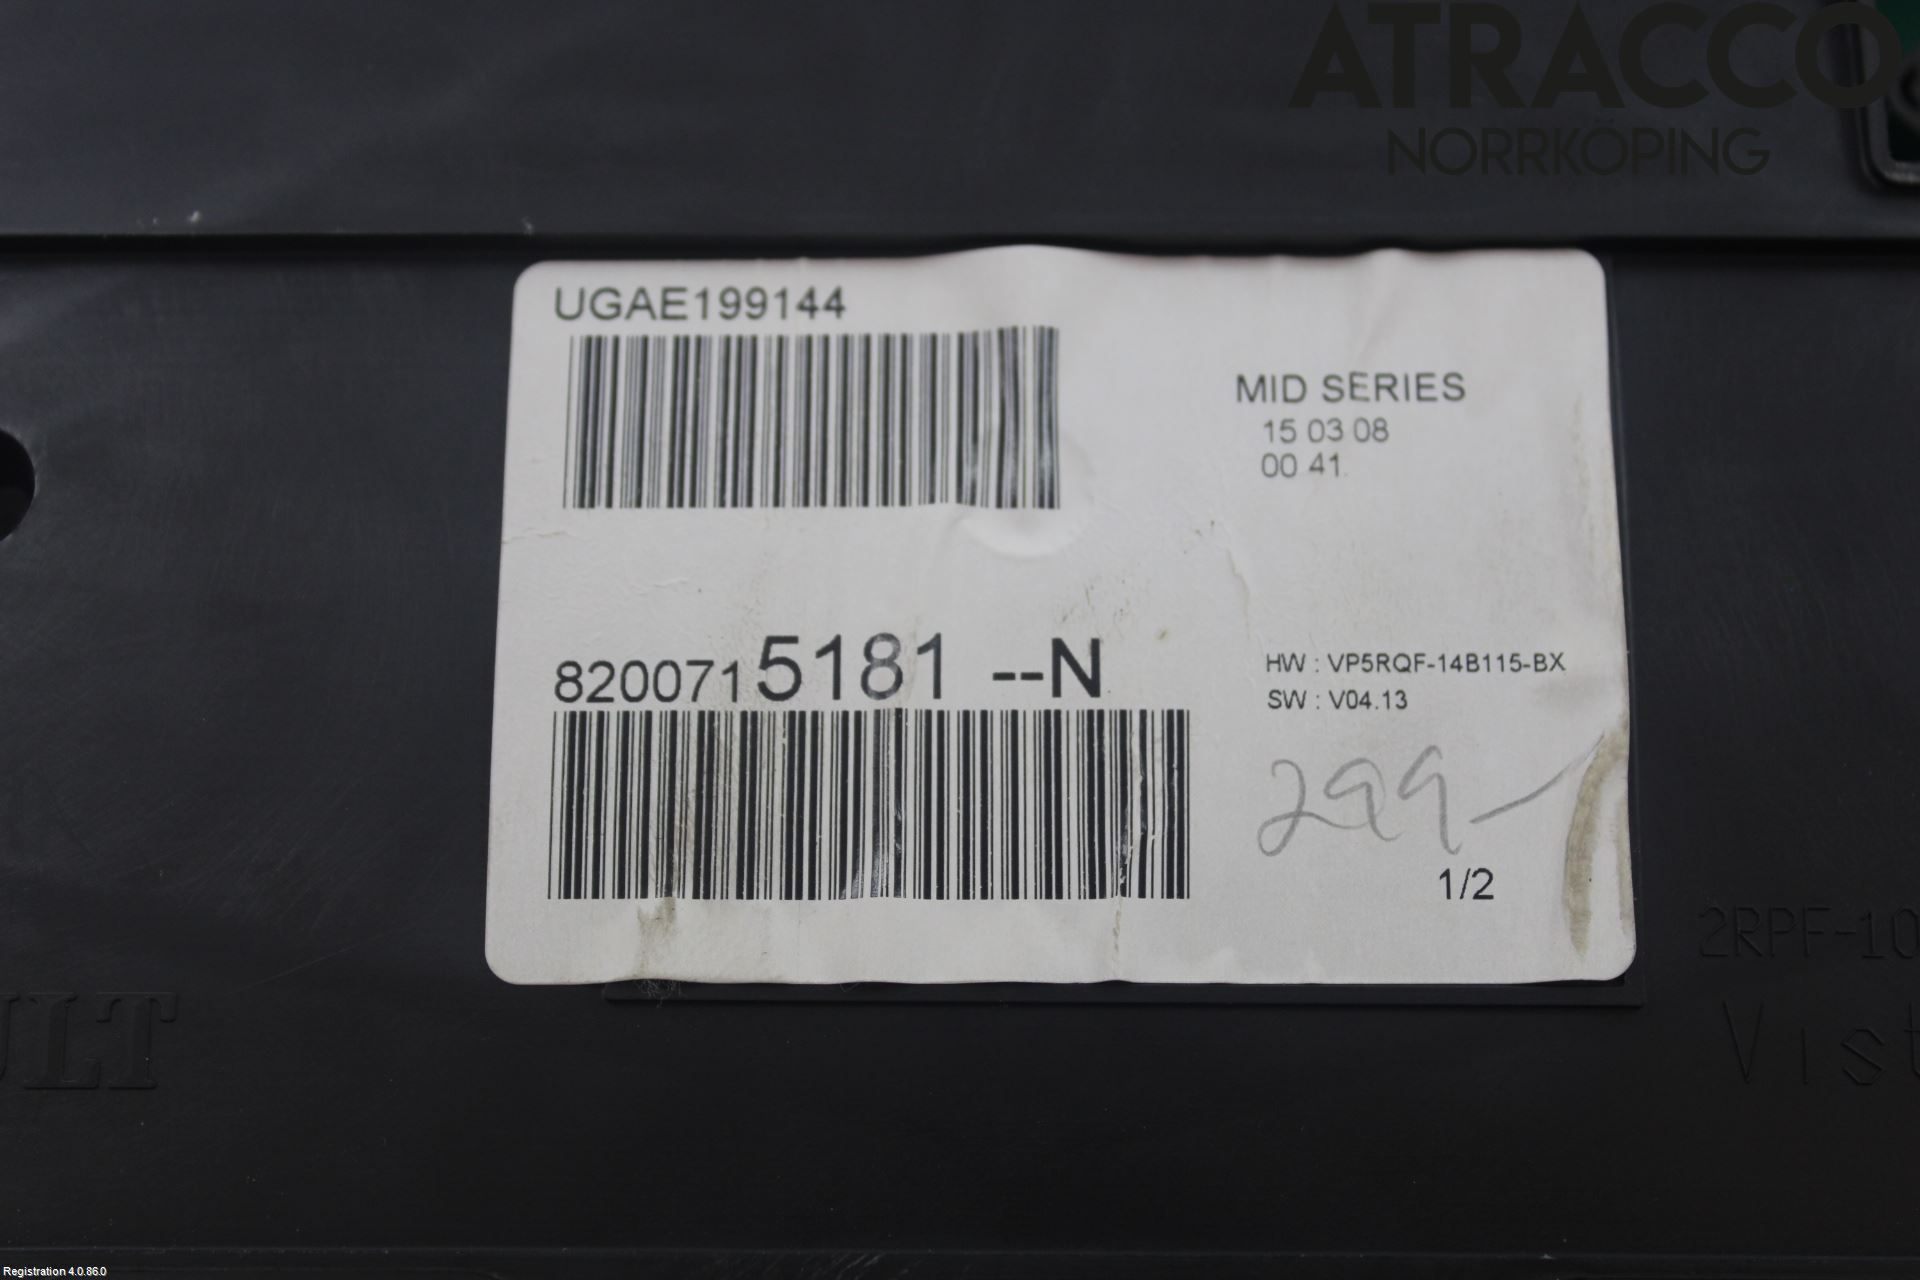 ATRACCO
NORRKÖPING
UGAE199144
MID SERIES
15 03 08
00 41
8200715181 --N
HW : VP5RQF-14B115-BX
SW : V04.13
299-
1/2
2RPF-10
Vist
ULT
Registration 4.0.86.0